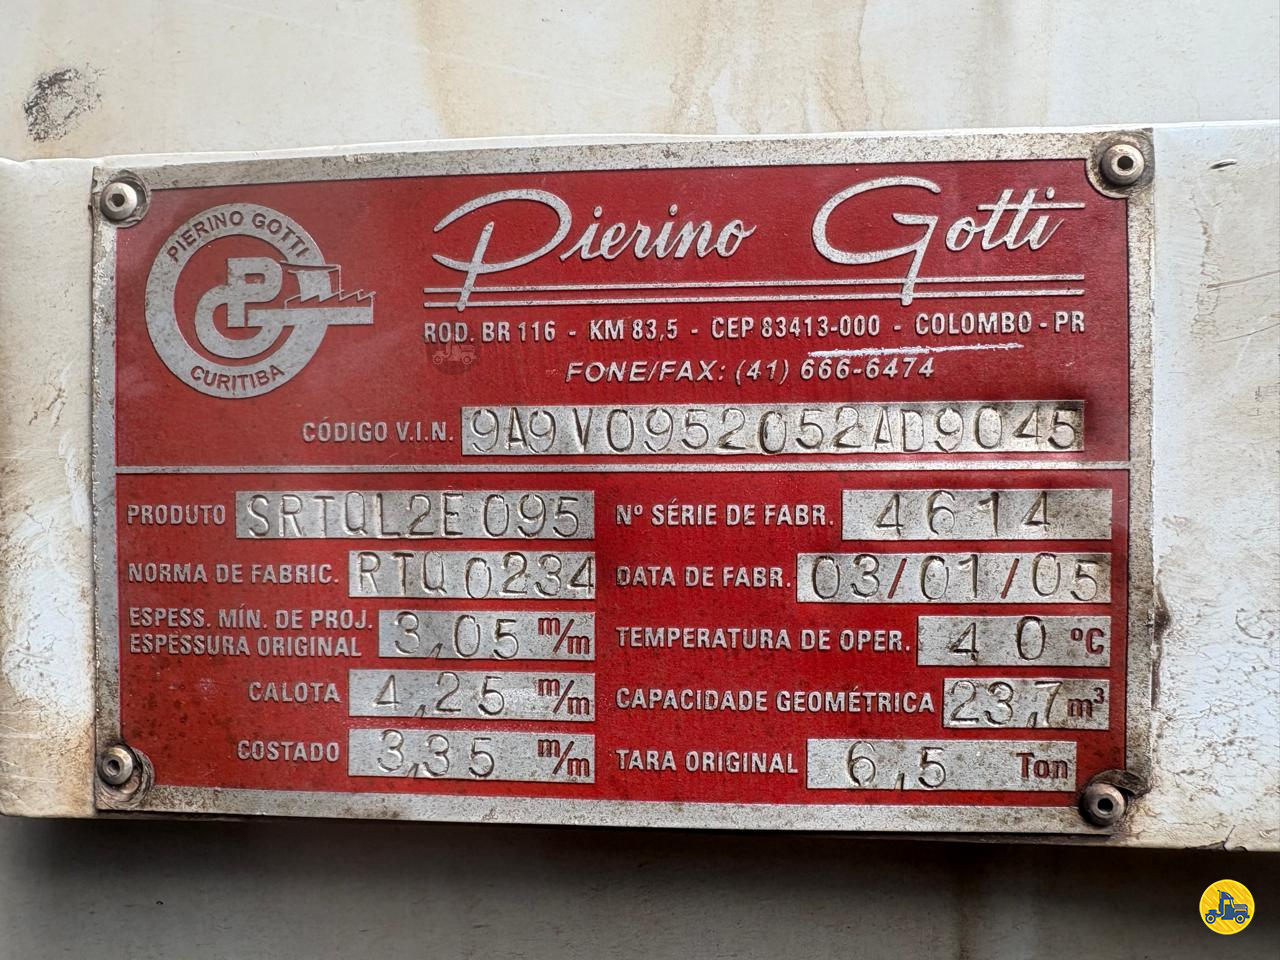 PIERINO GOTTI
CURITIBA
Pierino Gotti
ROD. BR 116 - KM 83,5 - CEP 83413-000 - COLOMBO - PR
FONE/FAX: (41) 666-6474
CÓDIGO V.I.N. 9A9V0952052AD9045
PRODUTO SRTQL2E095
Nº SÉRIE DE FABR. 4614
NORMA DE FABRIC. RTQ0234
DATA DE FABR. 03/01/05
ESPESS. MÍN. DE PROJ.
ESPESSURA ORIGINAL 3,05 m/m
TEMPERATURA DE OPER. 40 ºC
CALOTA 4,25 m/m
CAPACIDADE GEOMÉTRICA 23,7 m³
COSTADO 3,35 m/m
TARA ORIGINAL 6,5 Ton